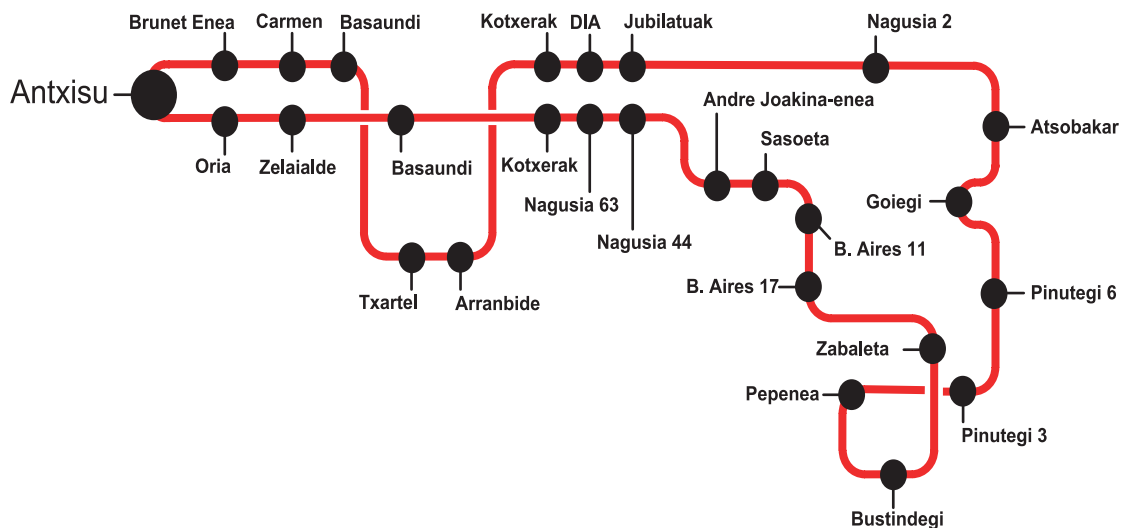 Brunet Enea
Carmen
Basaundi
Kotxerak
DIA
Jubilatuak
Nagusia 2
Antxisu
Andre Joakina-enea
Atsobakar
Sasoeta
Oria
Zelaialde
Basaundi
Kotxerak
Nagusia 63
Goiegi
Nagusia 44
B. Aires 11
B. Aires 17
Txartel
Arranbide
Pinutegi 6
Zabaleta
Pepenea
Pinutegi 3
Bustindegi